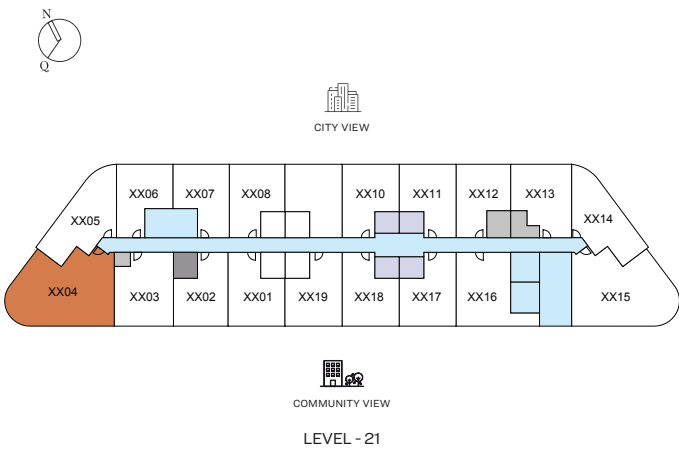 N
Q
CITY VIEW
XX06 XX07 XX08 XX10 XX11 XX12 XX13
XX05 XX14
XX04 XX03 XX02 XX01 XX19 XX18 XX17 XX16 XX15
COMMUNITY VIEW
LEVEL - 21